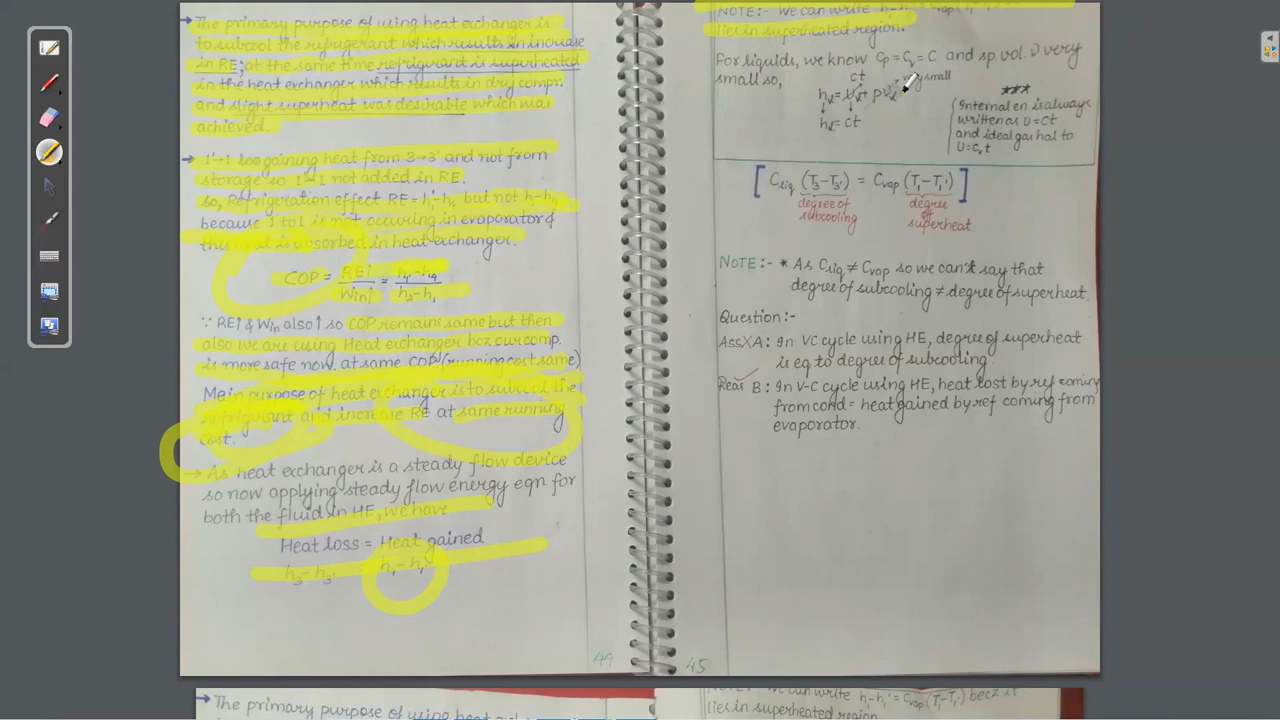 → The primary purpose of using heat exchanger is
to subcool the refrigerant which results in increase
in RE; at the same time refrigurant is superheated
in the heat exchanger which results in dry compr.
and slight superheat was desirable which was
achieved.
→ 1'→1 is gaining heat from 3→3' and not from
storage so 1'→1 not added in RE.
so, Refriguration effect RE = h1'-h4 but not h1-h4
because 1' to 1 is not occuring in evaporator &
this heat is absorbed in heat exchanger.
COP = RE↑/Win↑ = h1'-h4/h2-h1
∵ RE↑ & Win also↑ so COP remains same but then
also we are using Heat exchanger bcz our comp.
is more safe now at same COP (running cost same)
Main purpose of heat exchanger is to subcool the
refrigurant and increase RE at same running
cost.
→ As heat exchanger is a steady flow device
so now applying steady flow energy eqn for
both the fluid in HE, we have
Heat loss = Heat gained
h3-h3' = h1-h1'
44
NOTE:- We can write
lies in superheated region.
For liquids, we know Cp = Cv = C and sp. vol. υ very
small so,
ct
small
h = u + pv
h = ct
***
Internal en. is always
written as U=Ct
and ideal gas hai to
U=Cvt
[ Cliq (T3-T3') = Cvap (T1-T1') ]
degree of
subcooling
degree
of
superheat
NOTE:- * As Cliq ≠ Cvap so we can't say that
degree of subcooling ≠ degree of superheat.
Question:-
Ass X A: In VC cycle using HE, degree of superheat
is eq to degree of subcooling.
Reas ✓ B: In V-C cycle using HE, heat lost by ref coming
from cond = heat gained by ref coming from
evaporator.
45
→ The primary purpose of using heat
We can write h1-h1' = Cvap(T1-T1') becz it
lies in superheated region.